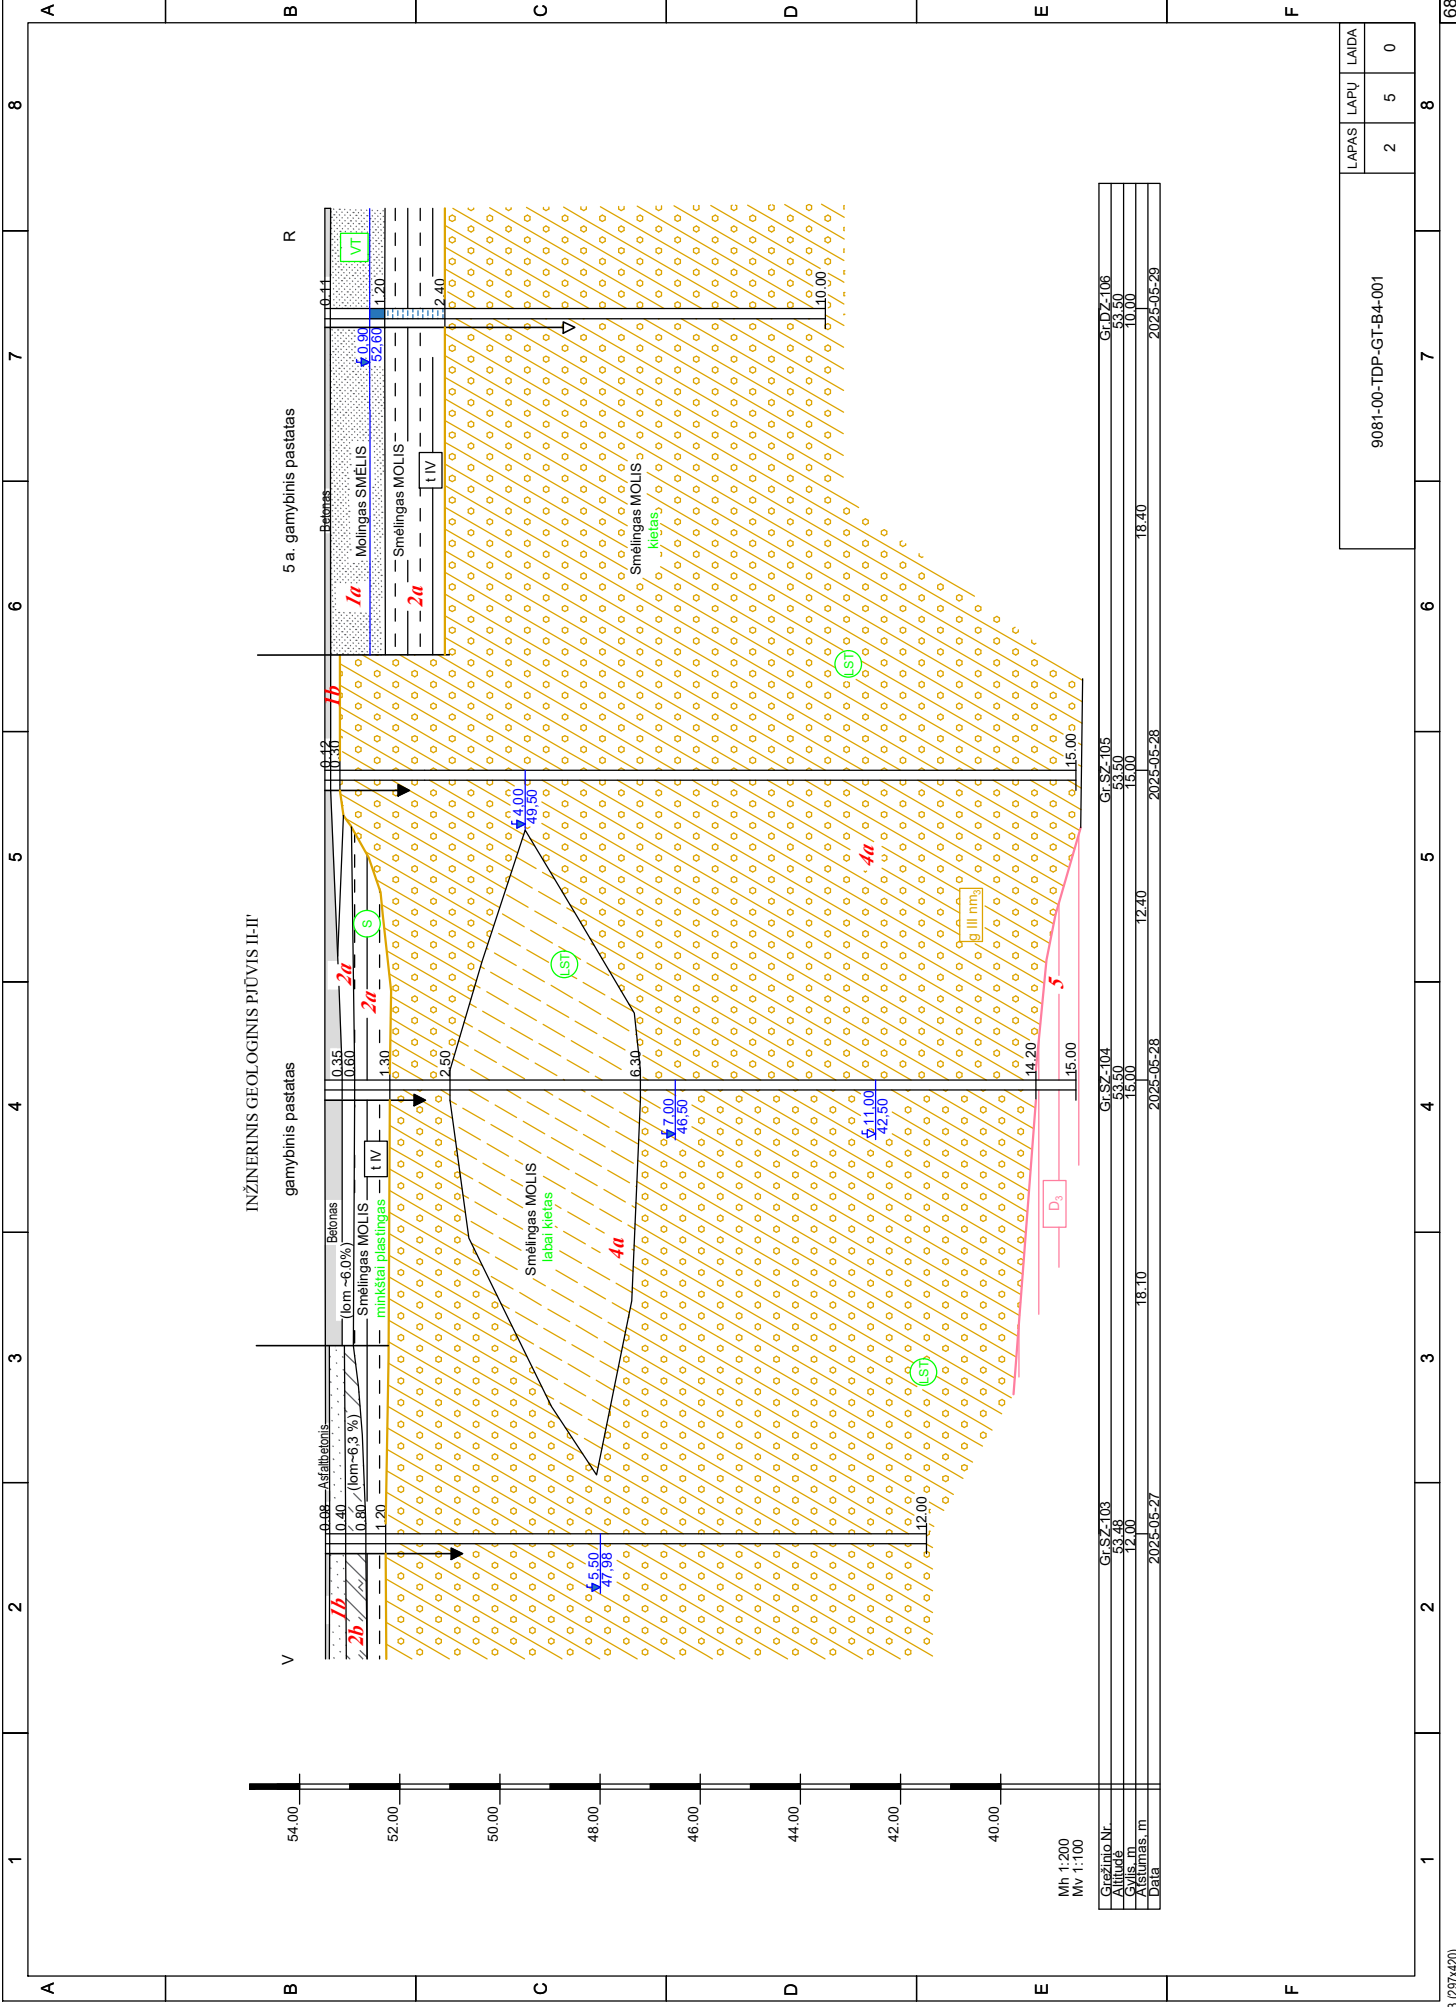 INŽINERINIS GEOLOGINIS PJŪVIS II-II'
V
gamybinis pastatas
5 a. gamybinis pastatas
R
54.00
52.00
50.00
48.00
46.00
44.00
42.00
40.00
0.08
Asfaltbetonis
0.40
(Iom~6,3 %)
0.80
1.20
1b
2b
5,50
47,98
12.00
Betonas
(Iom ~6.0%)
Smėlingas MOLIS
minkštai plastingas
t IV
0.35
0.60
1.30
2.50
6.30
14.20
15.00
2a
2a
S
Smėlingas MOLIS
labai kietas
4a
LST
7,00
46,50
11,00
42,50
LST
D3
5
g III nm3
4a
0.12
0.30
4,00
49,50
15.00
1b
LST
Betonas
1a
Molingas SMĖLIS
Smėlingas MOLIS
2a
t IV
Smėlingas MOLIS
kietas
0.11
0,90
52,60
1.20
2.40
10.00
VT
Mh 1:200
Mv 1:100
Gręžinio Nr. Gr.SZ-103 Gr.SZ-104 Gr.SZ-105 Gr.DZ-106
Altitudė 53.48 53.50 53.50 53.50
Gylis, m 12.00 15.00 15.00 10.00
Atstumas, m 18.10 12.40 18.40
Data 2025-05-27 2025-05-28 2025-05-28 2025-05-29
9081-00-TDP-GT-B4-001
LAPAS LAPŲ LAIDA
2 5 0
1 2 3 4 5 6 7 8
1 2 3 4 5 6 7 8
A B C D E F
A B C D E F
68